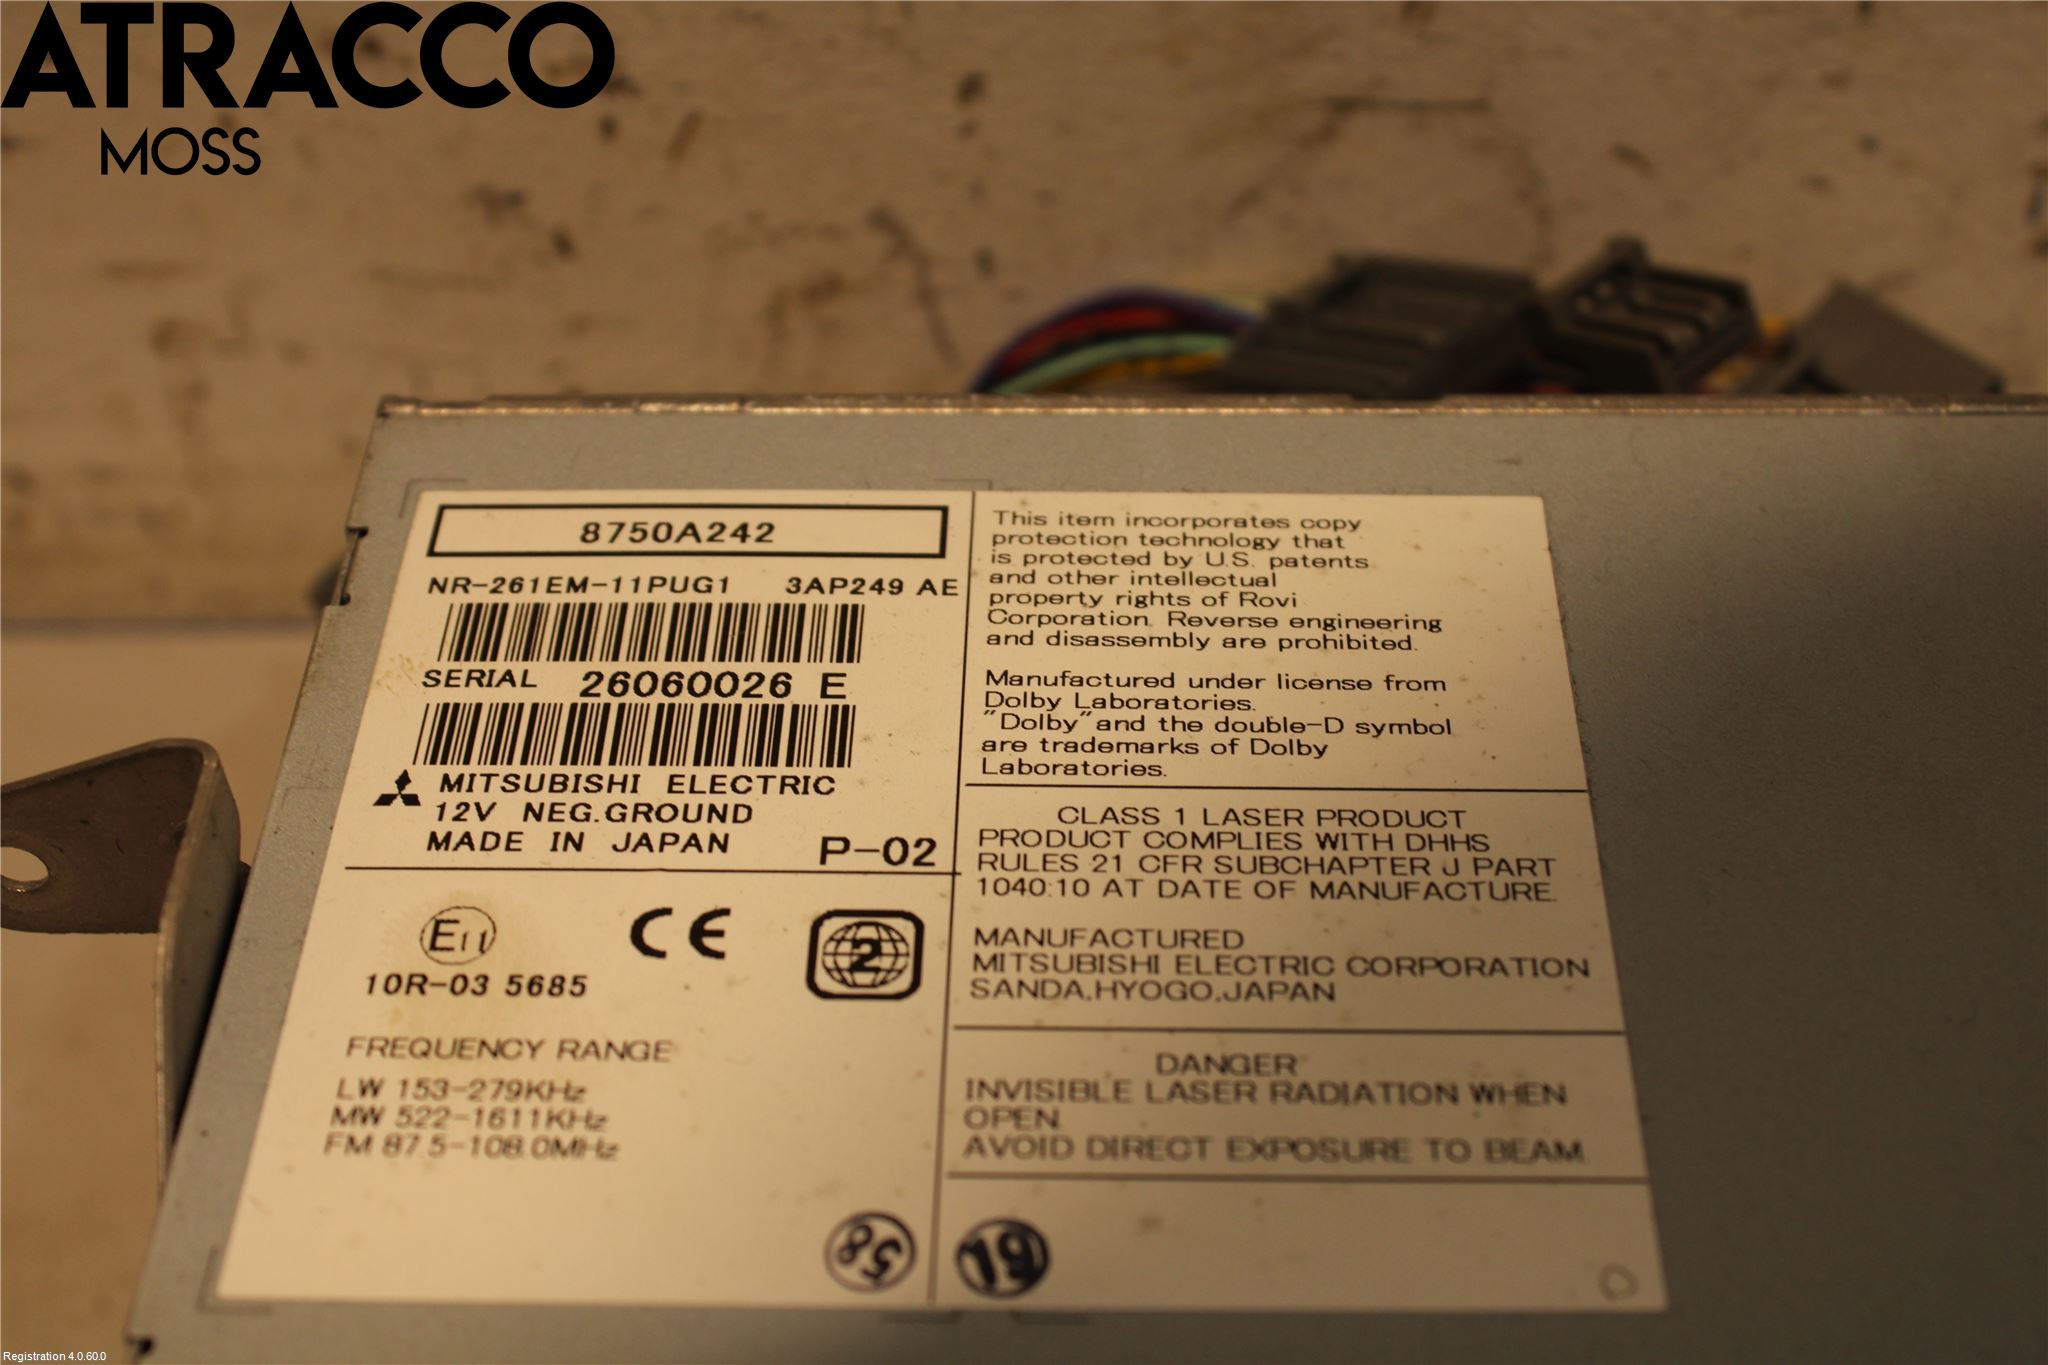 ATRACCO
MOSS
8750A242
NR-261EM-11PUG1 3AP249 AE
SERIAL 26060026 E
MITSUBISHI ELECTRIC
12V NEG.GROUND
MADE IN JAPAN P-02
E11
10R-03 5685
CE
2
FREQUENCY RANGE
LW 153-279KHz
MW 522-1611KHz
FM 87.5-108.0MHz
58
This item incorporates copy
protection technology that
is protected by U.S. patents
and other intellectual
property rights of Rovi
Corporation. Reverse engineering
and disassembly are prohibited.
Manufactured under license from
Dolby Laboratories.
"Dolby" and the double-D symbol
are trademarks of Dolby
Laboratories.
CLASS 1 LASER PRODUCT
PRODUCT COMPLIES WITH DHHS
RULES 21 CFR SUBCHAPTER J PART
1040:10 AT DATE OF MANUFACTURE.
MANUFACTURED
MITSUBISHI ELECTRIC CORPORATION
SANDA,HYOGO,JAPAN
DANGER
INVISIBLE LASER RADIATION WHEN
OPEN.
AVOID DIRECT EXPOSURE TO BEAM
Registration 4.0.60.0